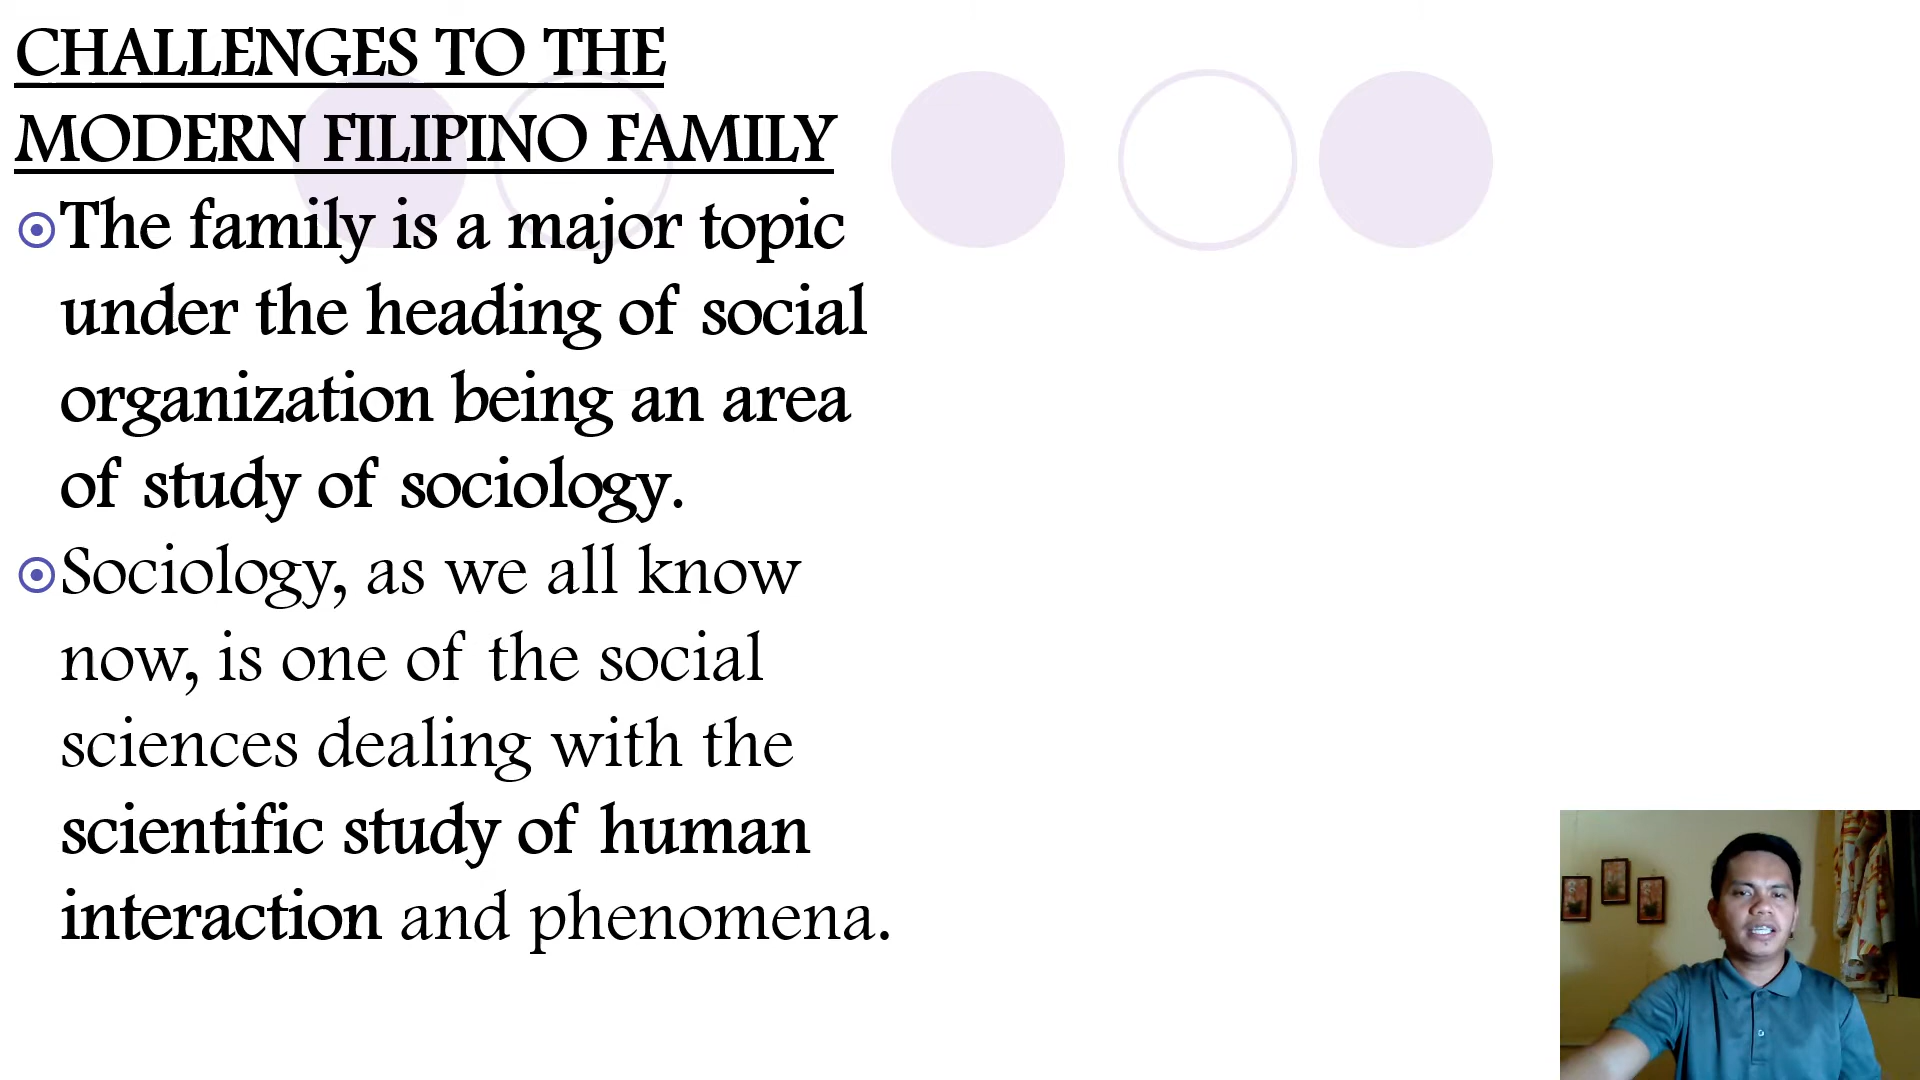 CHALLENGES TO THE
MODERN FILIPINO FAMILY
The family is a major topic
under the heading of social
organization being an area
of study of sociology.
Sociology, as we all know
now, is one of the social
sciences dealing with the
scientific study of human
interaction and phenomena.